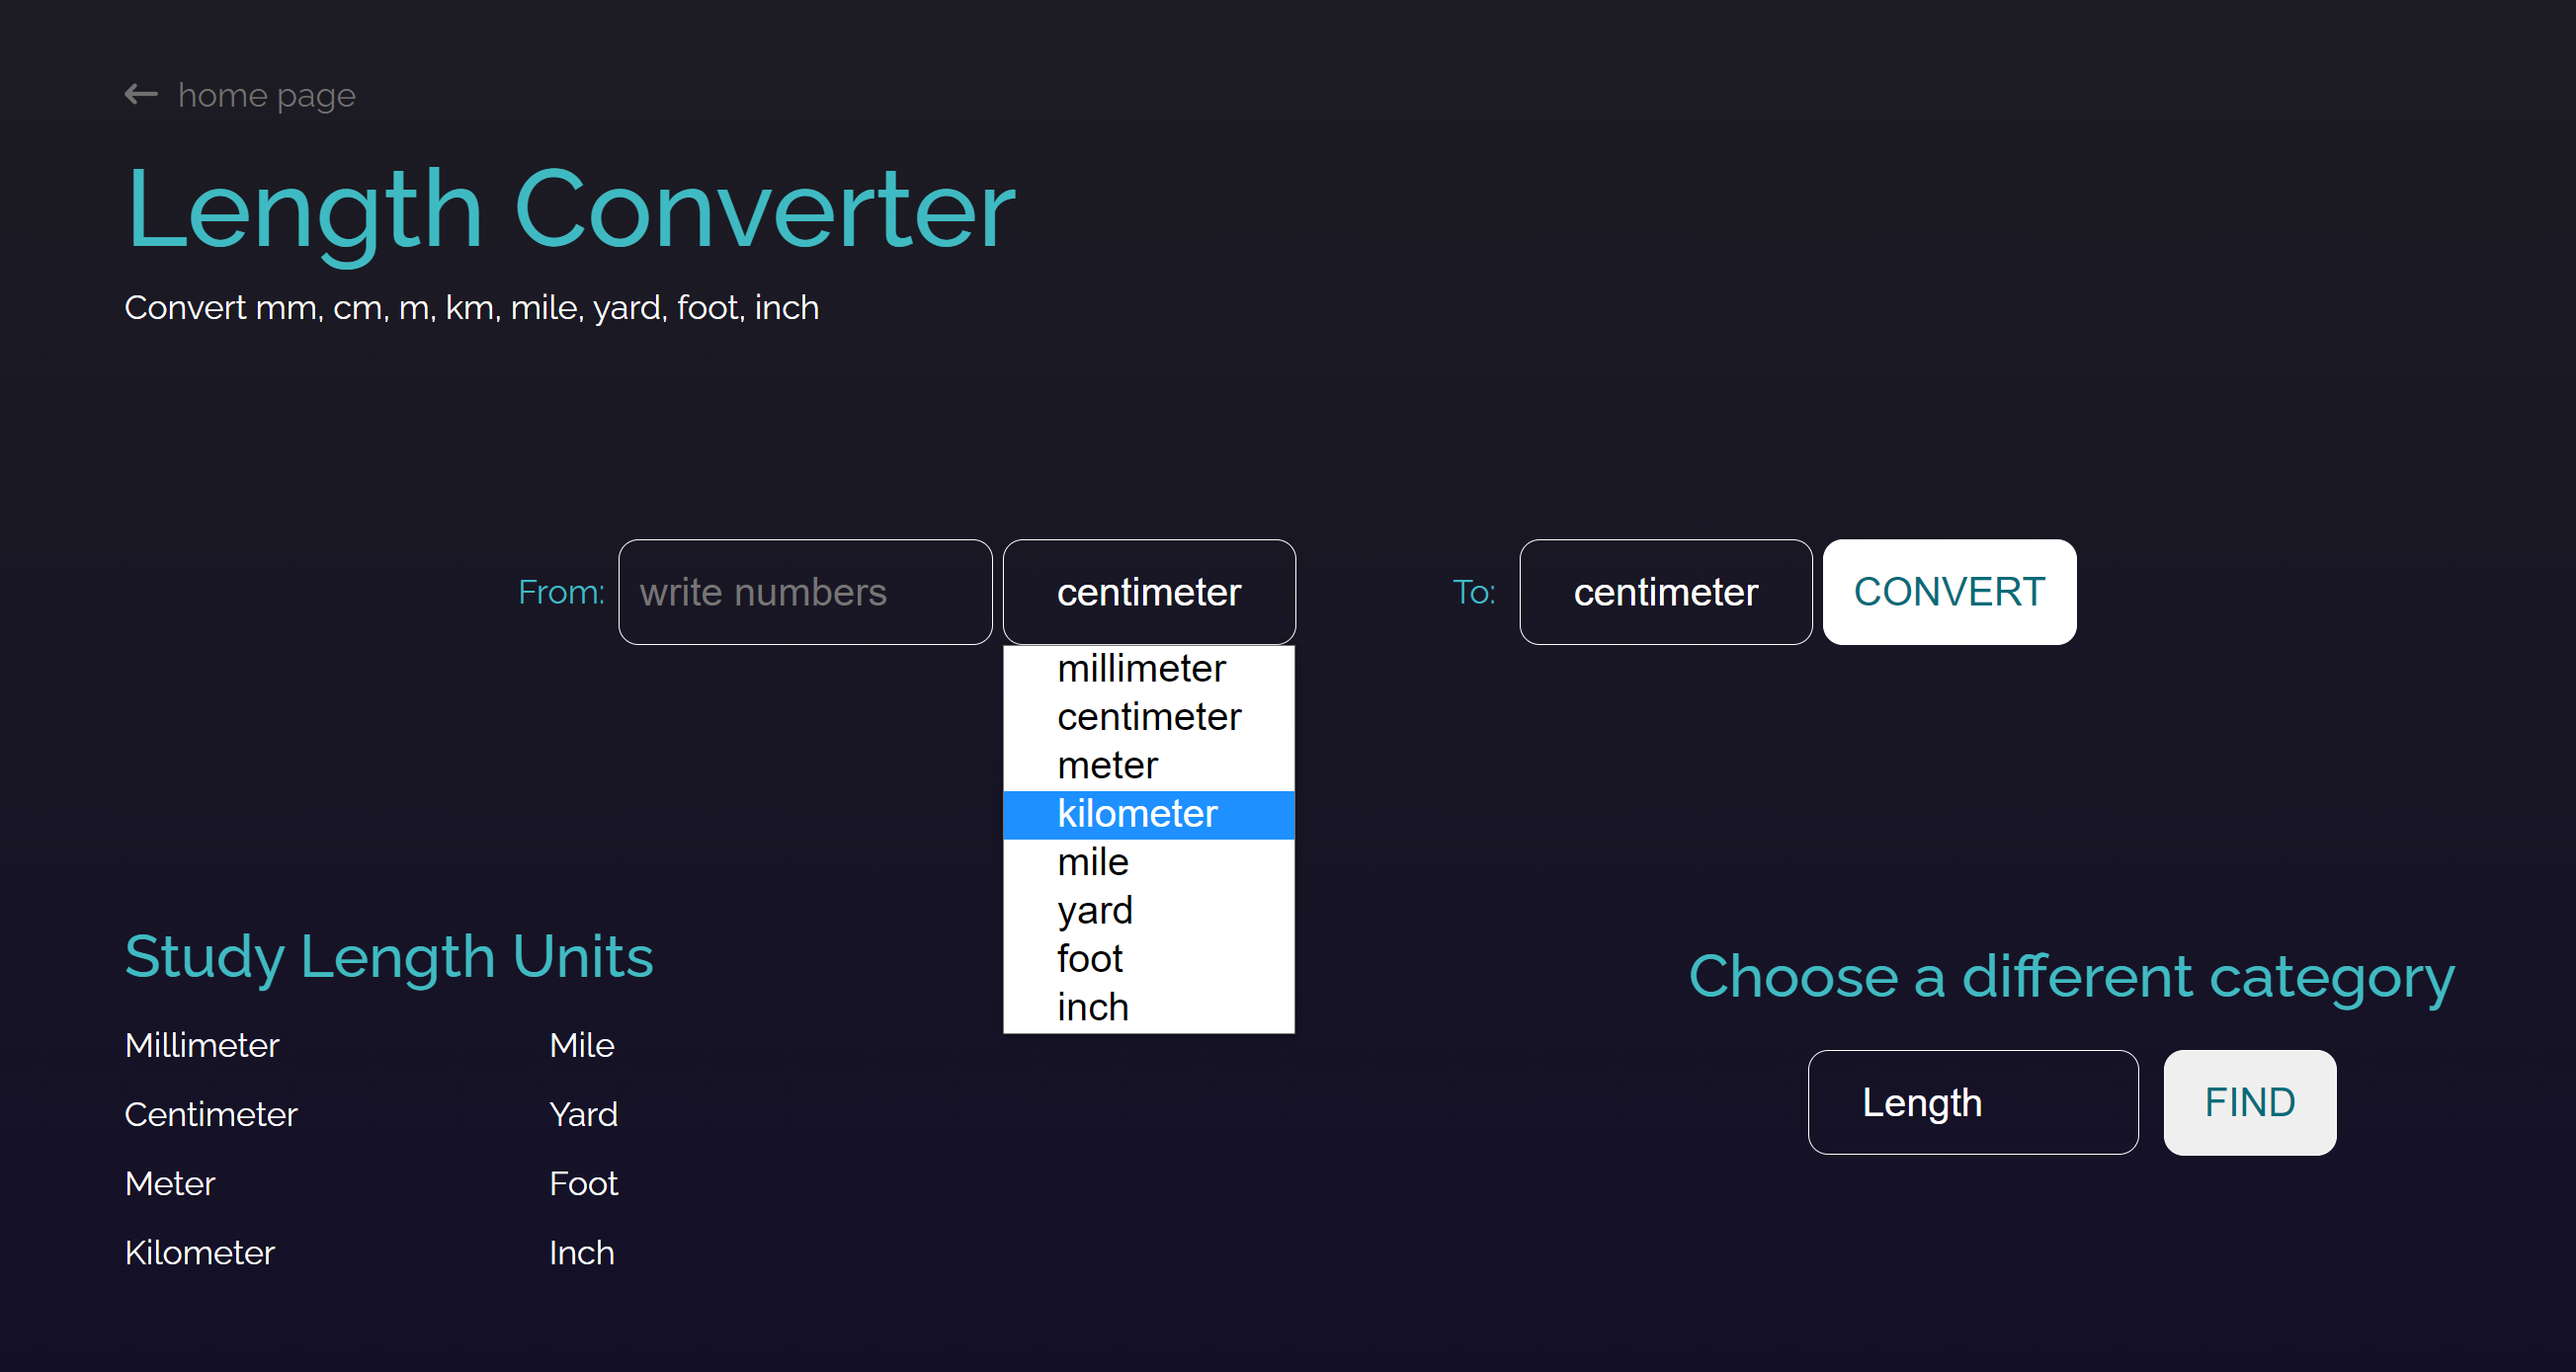 home page
Length Converter
Convert mm, cm, m, km, mile, yard, foot, inch
From: write numbers centimeter To: centimeter CONVERT
millimeter
centimeter
meter
kilometer
mile
yard
foot
inch
Study Length Units
Millimeter Mile
Centimeter Yard
Meter Foot
Kilometer Inch
Choose a different category
Length FIND